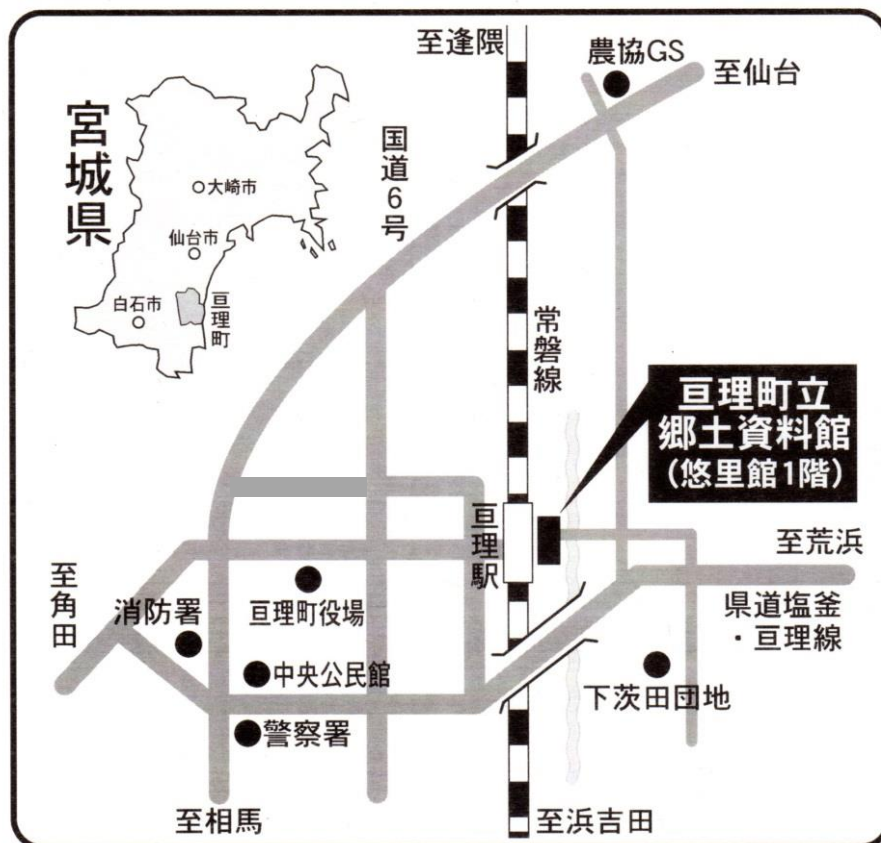 至逢隈
農協GS
至仙台
宮城県
大崎市
仙台市
白石市
亘理町
国道6号
常磐線
亘理町立
郷土資料館
(悠里館1階)
亘理駅
至荒浜
県道塩釜
・亘理線
至角田
消防署
亘理町役場
中央公民館
警察署
下茨田団地
至相馬
至浜吉田